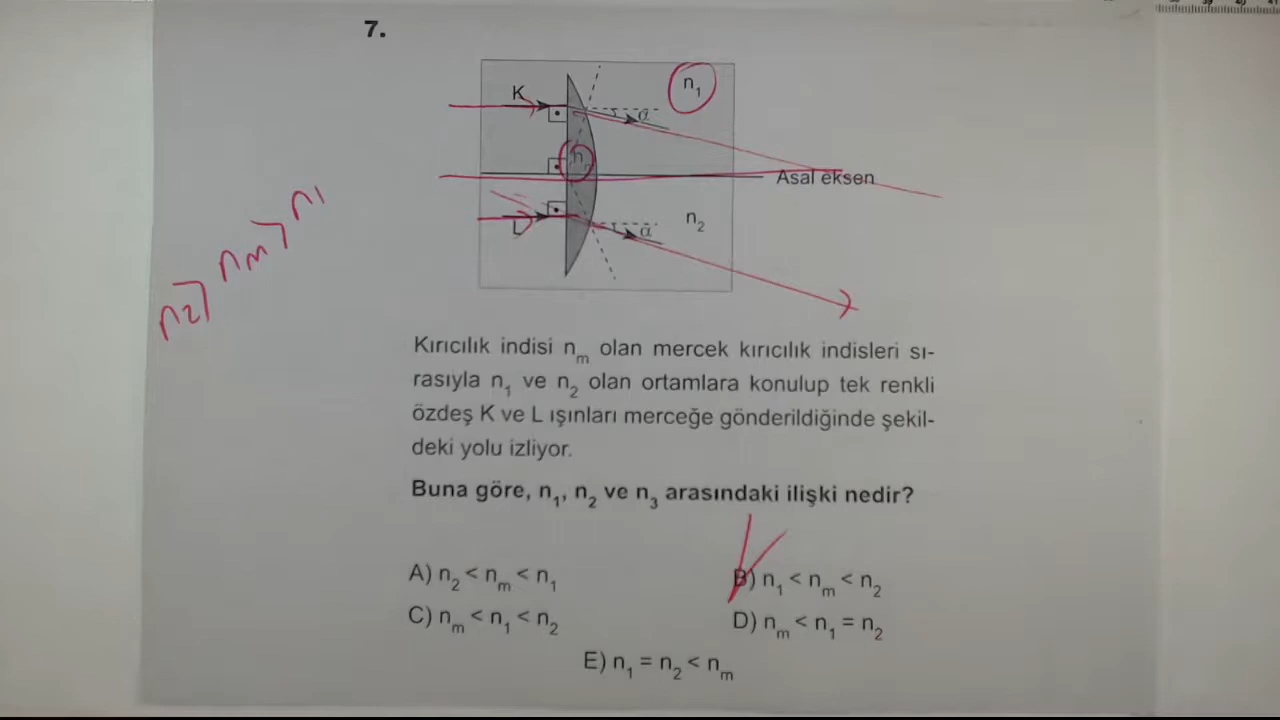 7.
K
n1
α
n
Asal eksen
L
n2
α
n2 > nm > n1
Kırıcılık indisi nm olan mercek kırıcılık indisleri sı-
rasıyla n1 ve n2 olan ortamlara konulup tek renkli
özdeş K ve L ışınları merceğe gönderildiğinde şekil-
deki yolu izliyor.
Buna göre, n1, n2 ve n3 arasındaki ilişki nedir?
A) n2 < nm < n1
B) n1 < nm < n2
C) nm < n1 < n2
D) nm < n1 = n2
E) n1 = n2 < nm